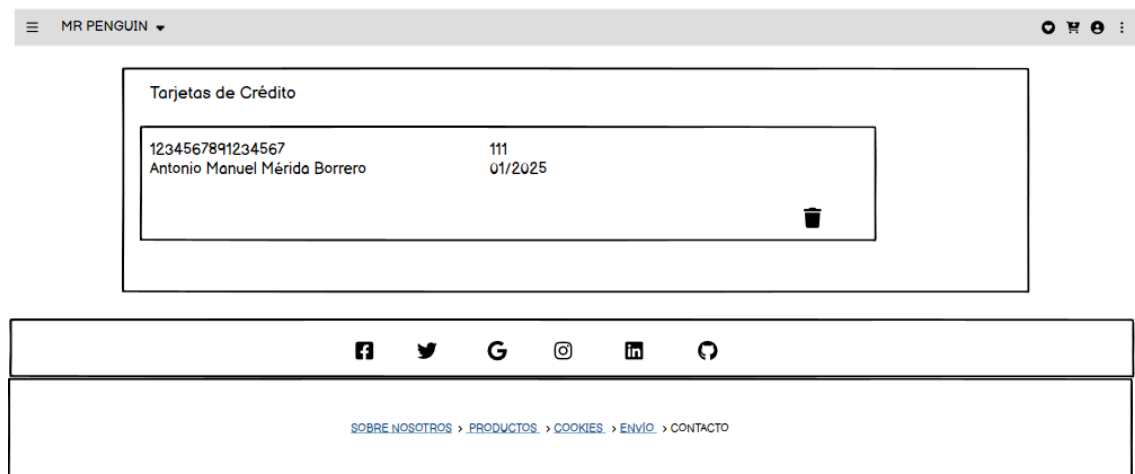 MR PENGUIN
Tarjetas de Crédito
1234567891234567 111
Antonio Manuel Mérida Borrero 01/2025
SOBRE NOSOTROS > PRODUCTOS > COOKIES > ENVÍO > CONTACTO